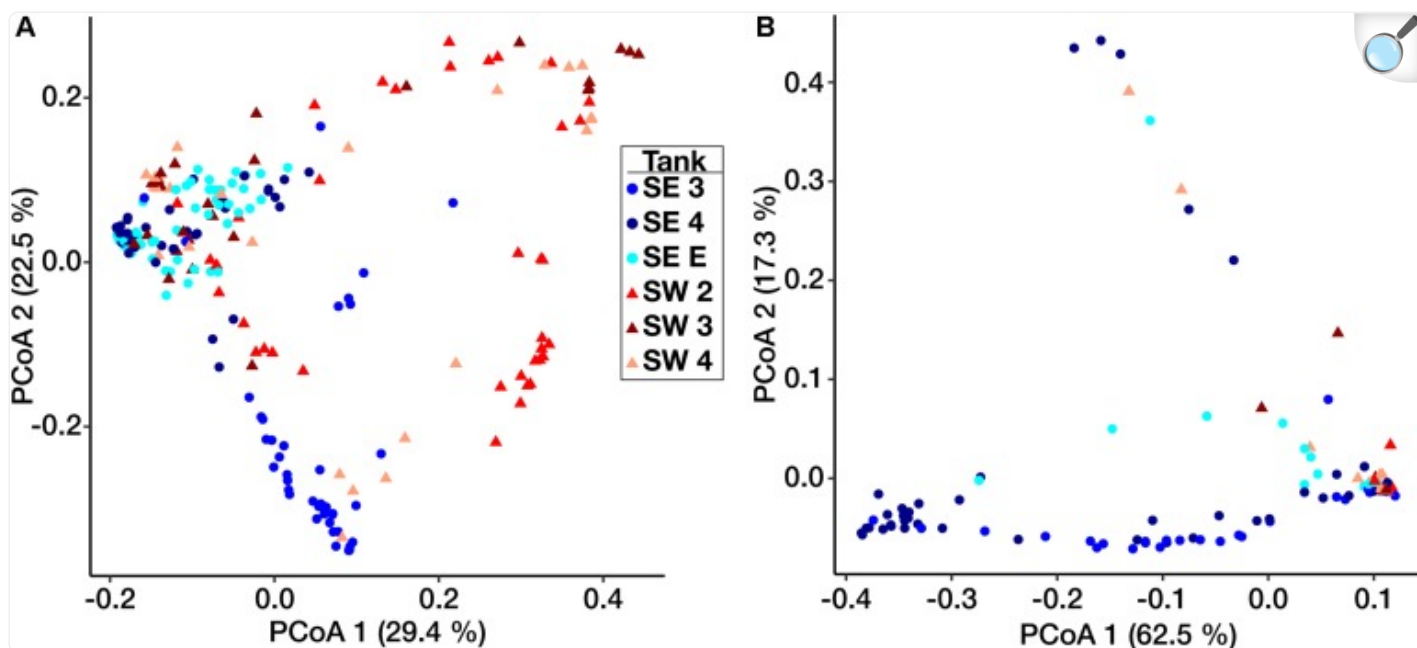 A
B
0.2
0.0
-0.2
PCoA 2 (22.5 %)
-0.2
0.0
0.2
0.4
PCoA 1 (29.4 %)
Tank
SE 3
SE 4
SE E
SW 2
SW 3
SW 4
0.4
0.3
0.2
0.1
0.0
PCoA 2 (17.3 %)
-0.4
-0.3
-0.2
-0.1
0.0
0.1
PCoA 1 (62.5 %)